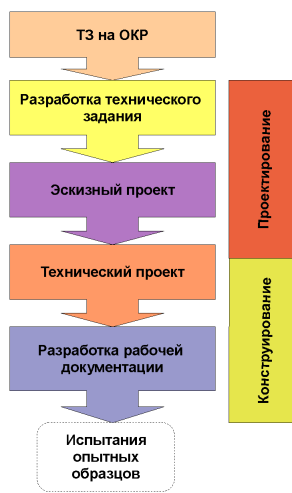 ТЗ на ОКР
Разработка технического
задания
Эскизный проект
Технический проект
Разработка рабочей
документации
Испытания
опытных
образцов
Проектирование
Конструирование